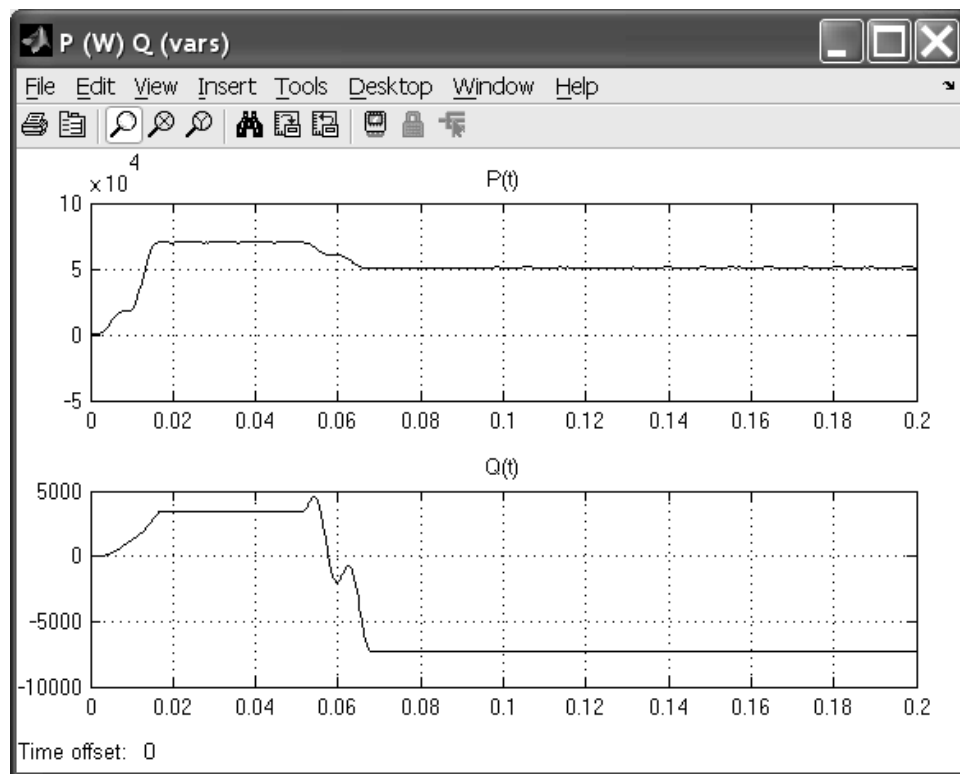 P (W) Q (vars)
File Edit View Insert Tools Desktop Window Help
x 10 4
P(t)
10
5
0
-5
0 0.02 0.04 0.06 0.08 0.1 0.12 0.14 0.16 0.18 0.2
Q(t)
5000
0
-5000
-10000
0 0.02 0.04 0.06 0.08 0.1 0.12 0.14 0.16 0.18 0.2
Time offset: 0